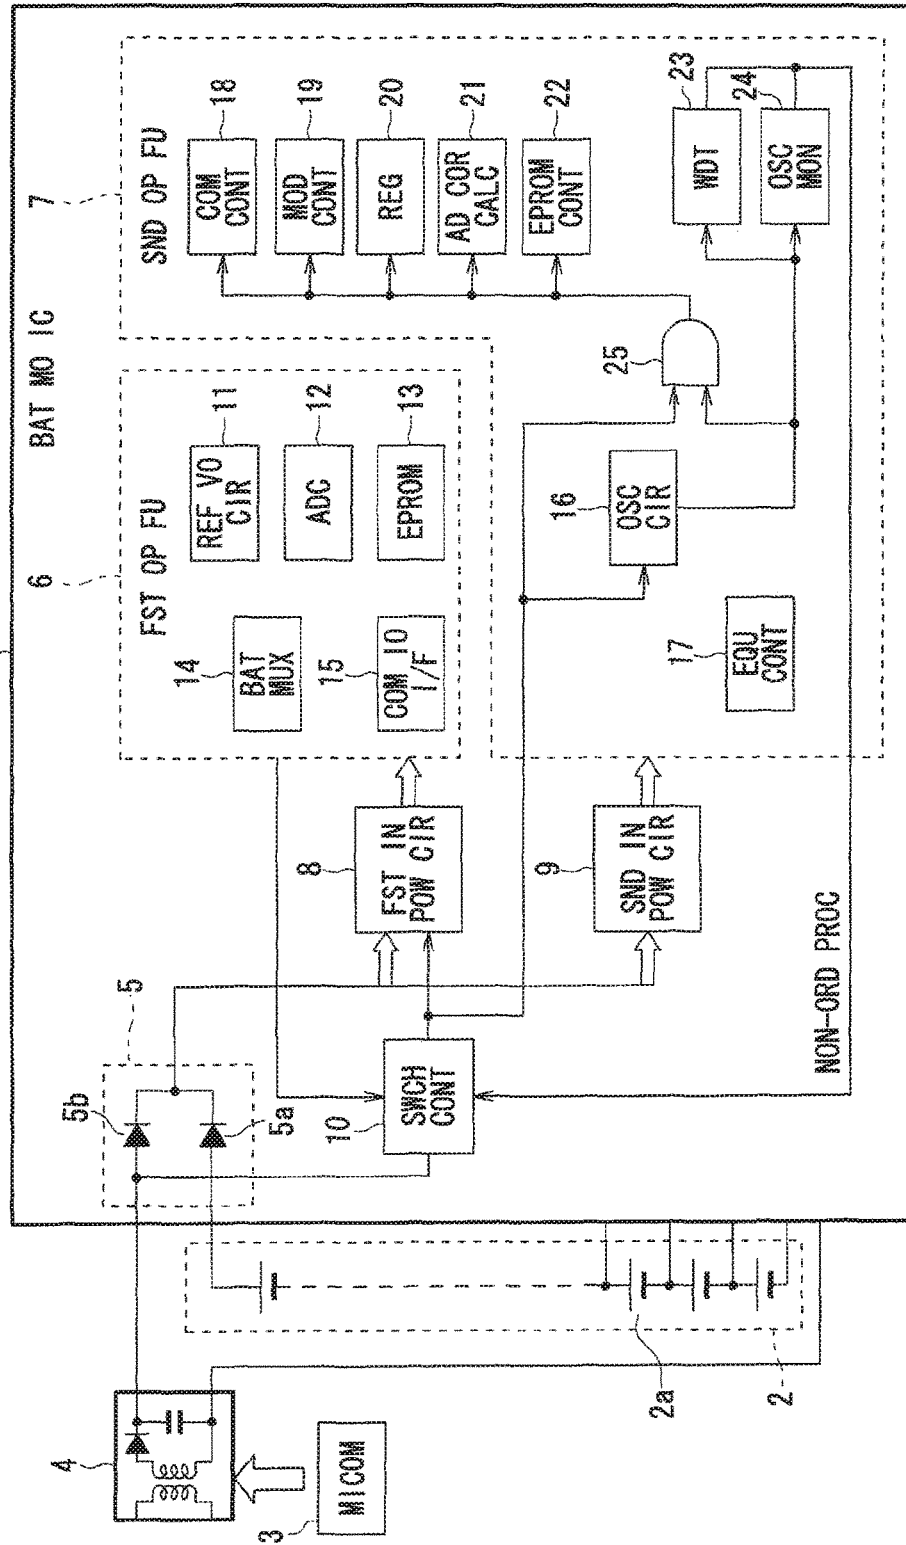 BAT MO IC
7
SND OP FU
18
COM
CONT
19
MOD
CONT
20
REG
21
AD COR
CALC
22
EPROM
CONT
23
WDT
24
OSC
MON
25
6
FST OP FU
11
REF VO
CIR
12
ADC
13
EPROM
14
BAT
MUX
15
COM IO
I/F
16
OSC
CIR
17
EQU
CONT
8
FST IN
POW CIR
9
SND IN
POW CIR
5
5b
5a
10
SWCH
CONT
NON-ORD PROC
4
3
MICOM
2a
2